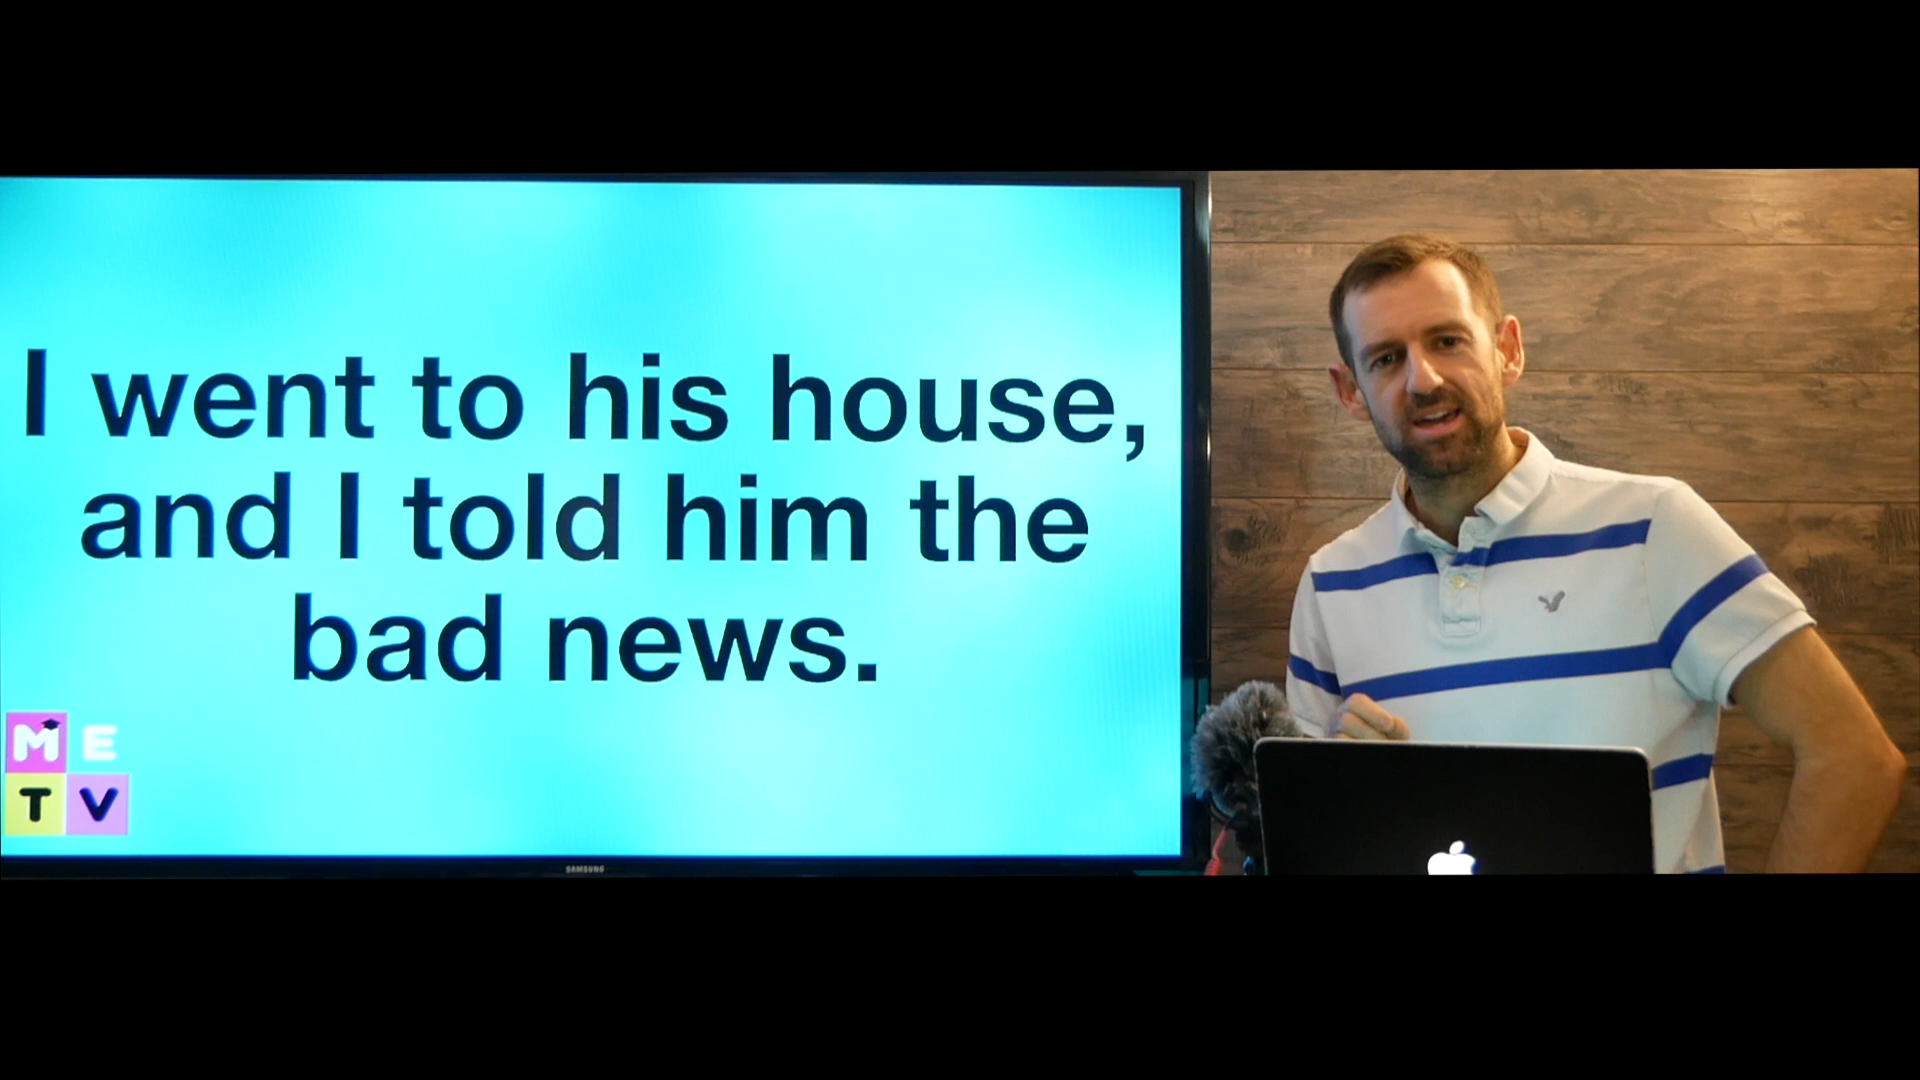 I went to his house,
and I told him the
bad news.
M E
T V
SAMSUNG